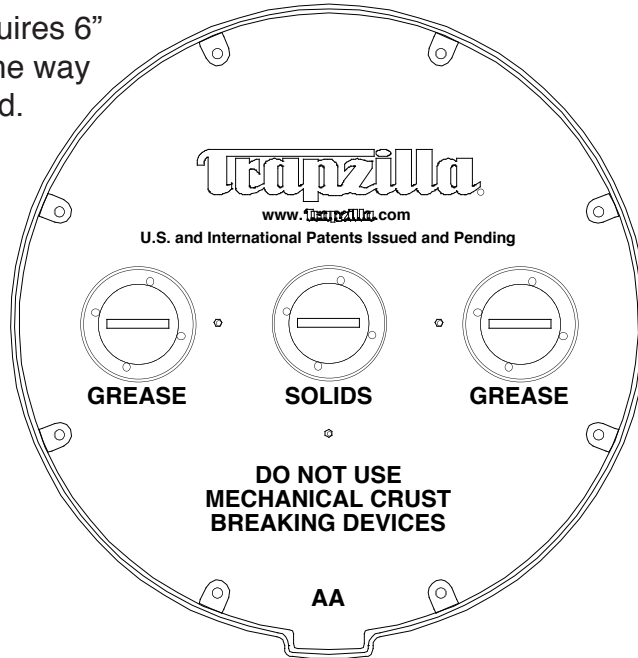 uires 6”
ne way
d.
Trapzilla
www.Trapzilla.com
U.S. and International Patents Issued and Pending
GREASE SOLIDS GREASE
DO NOT USE
MECHANICAL CRUST
BREAKING DEVICES
AA